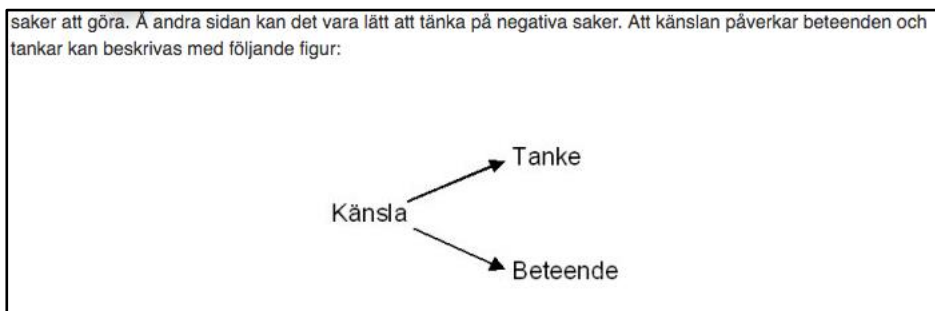 saker att göra. Å andra sidan kan det vara lätt att tänka på negativa saker. Att känslan påverkar beteenden och
tankar kan beskrivas med följande figur:
Tanke
Känsla
Beteende